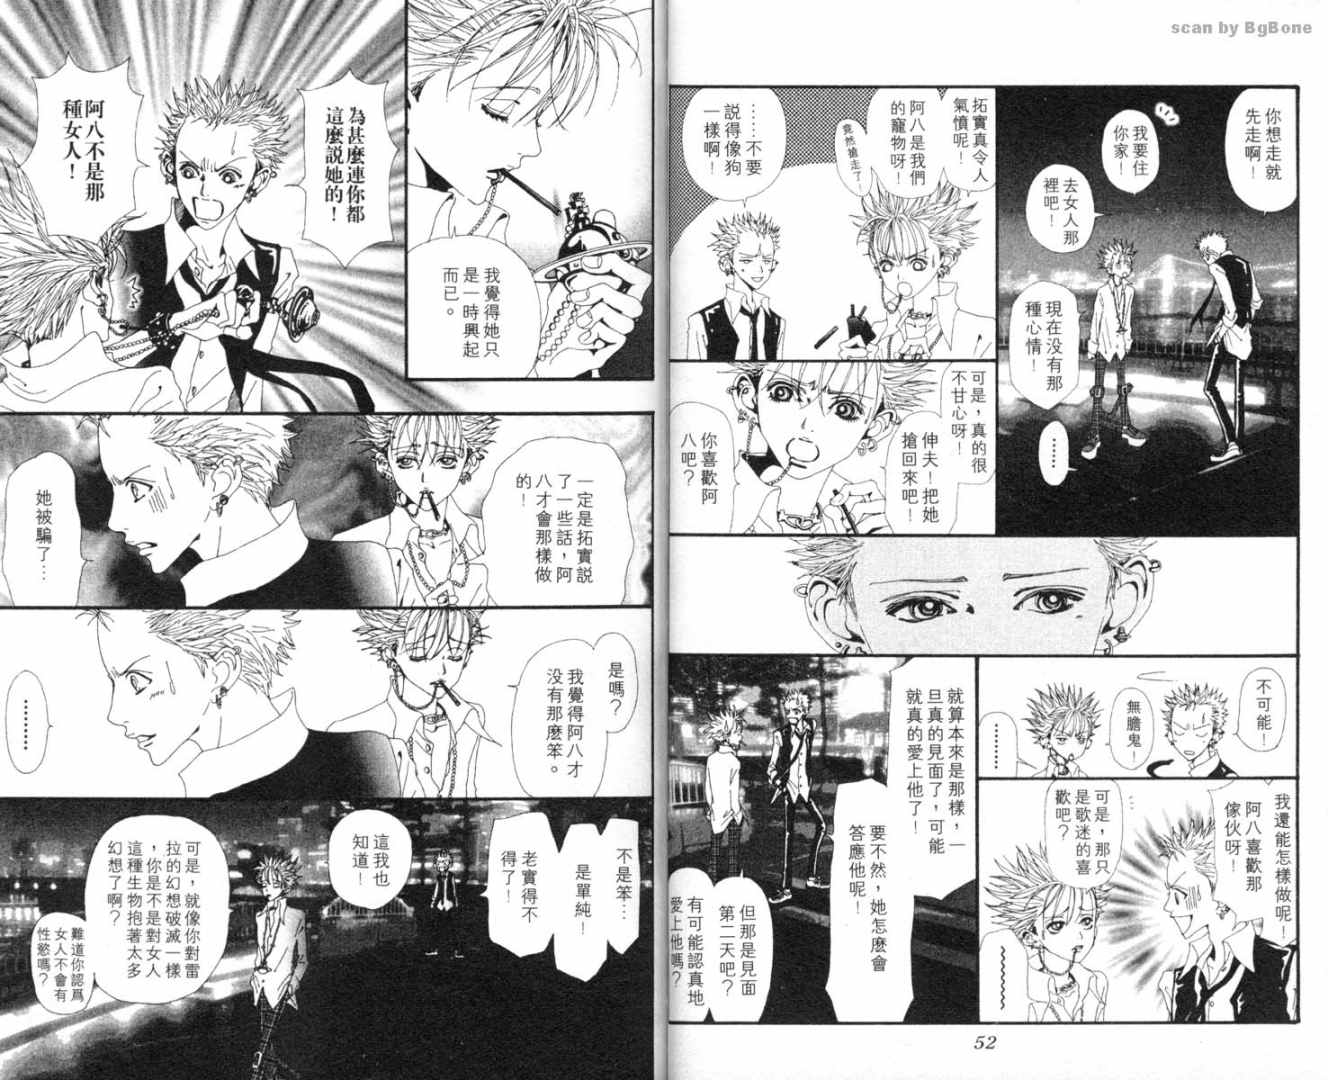 scan by BgBone
你想走就
先走啊！
我要住
你家！
去女人那
裡吧！
現在没有那
種心情！
……
拓實真令人
氣憤呢！
阿八是我們
的寵物呀！
竟然搶走了！
……不要
説得像狗
一樣啊！
可是，真的很
不甘心呀！
伸夫！把她
搶回來吧！
你喜歡阿
八吧？
不可能！
無膽鬼！
………
我還能怎樣做呢！
阿八喜歡那
傢伙呀！
可是，那只
是歌迷的喜
歡吧？
就算本來是那樣，一
旦真的見面了，可能
就真的愛上他了！
要不然，她怎麼會
答應他呢！
但那是見面
第二天吧？
有可能認真地
愛上他嗎？
52
我覺得她只
是一時興起
而已。
為甚麼連你都
這麼説她的！
阿八不是那
種女人！
一定是拓實説
了一些話，阿
八才會那樣做
的！
她被騙了…
是嗎？
我覺得阿八才
没有那麼笨。
………
不是笨…
是單純！
老實得不
得了！
這我也
知道！
可是，就像你對雷
拉的幻想破滅一樣
，你是不是對女人
這種生物抱著太多
幻想了啊？
難道你認爲
女人不會有
性慾嗎？